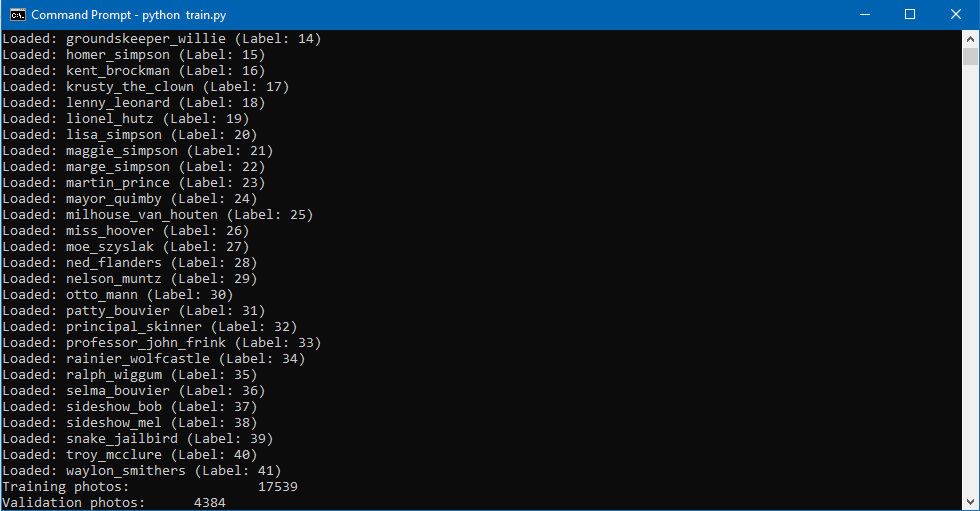 Command Prompt - python  train.py
Loaded: groundskeeper_willie (Label: 14)
Loaded: homer_simpson (Label: 15)
Loaded: kent_brockman (Label: 16)
Loaded: krusty_the_clown (Label: 17)
Loaded: lenny_leonard (Label: 18)
Loaded: lionel_hutz (Label: 19)
Loaded: lisa_simpson (Label: 20)
Loaded: maggie_simpson (Label: 21)
Loaded: marge_simpson (Label: 22)
Loaded: martin_prince (Label: 23)
Loaded: mayor_quimby (Label: 24)
Loaded: milhouse_van_houten (Label: 25)
Loaded: miss_hoover (Label: 26)
Loaded: moe_szyslak (Label: 27)
Loaded: ned_flanders (Label: 28)
Loaded: nelson_muntz (Label: 29)
Loaded: otto_mann (Label: 30)
Loaded: patty_bouvier (Label: 31)
Loaded: principal_skinner (Label: 32)
Loaded: professor_john_frink (Label: 33)
Loaded: rainier_wolfcastle (Label: 34)
Loaded: ralph_wiggum (Label: 35)
Loaded: selma_bouvier (Label: 36)
Loaded: sideshow_bob (Label: 37)
Loaded: sideshow_mel (Label: 38)
Loaded: snake_jailbird (Label: 39)
Loaded: troy_mcclure (Label: 40)
Loaded: waylon_smithers (Label: 41)
Training photos:                17539
Validation photos:      4384